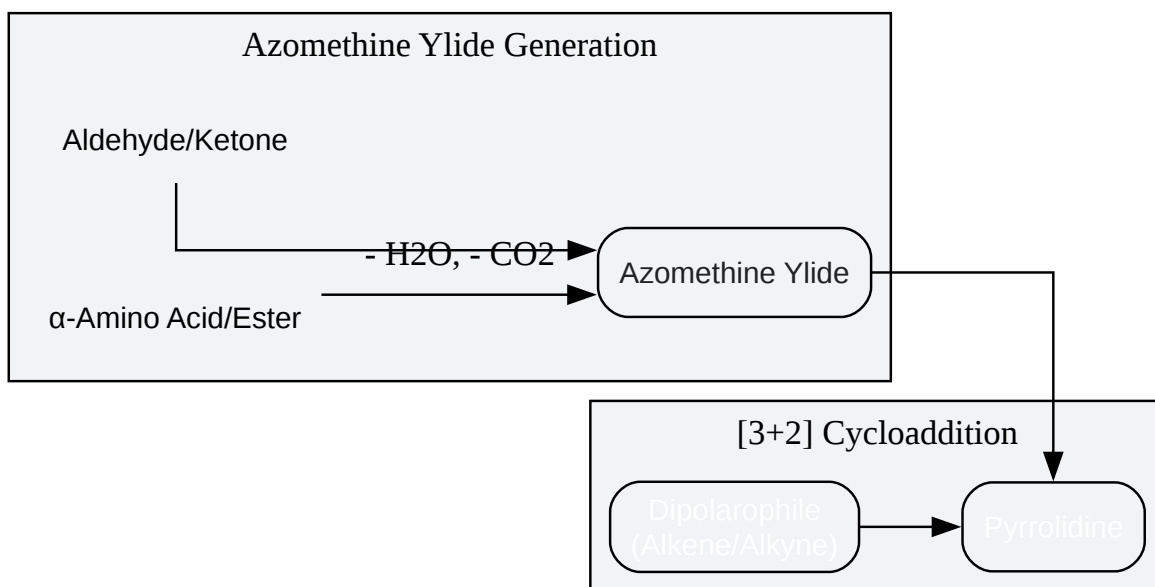 Azomethine Ylide Generation
Aldehyde/Ketone
- H2O, - CO2
Azomethine Ylide
α-Amino Acid/Ester
[3+2] Cycloaddition
Dipolarophile
(Alkene/Alkyne)
Pyrrolidine